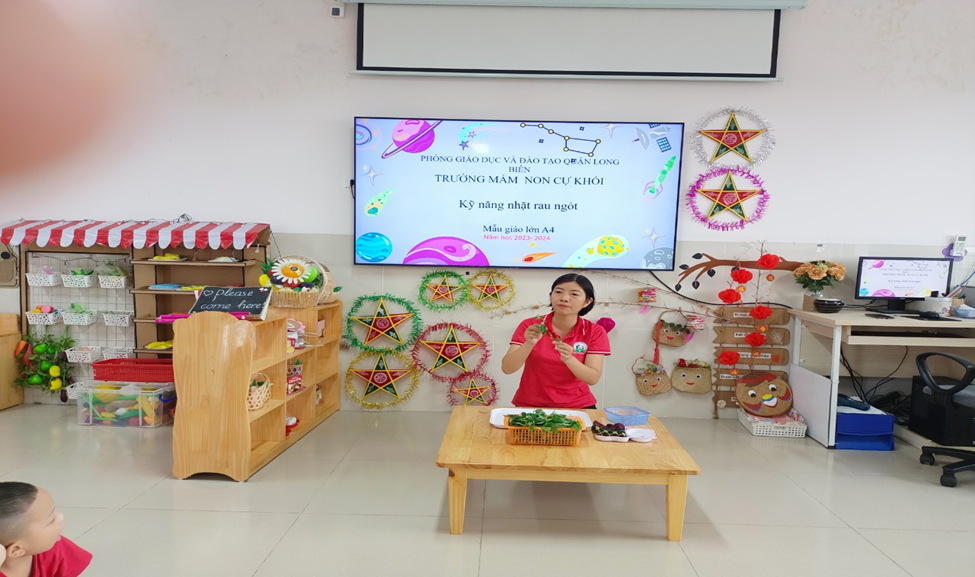 PHÒNG GIÁO DỤC VÀ ĐÀO TẠO QUẬN LONG
BIÊN
TRƯỜNG MẦM NON CỰ KHỐI
Kỹ năng nhặt rau ngót
Mẫu giáo lớn A4
Năm học 2023- 2024
please
come here